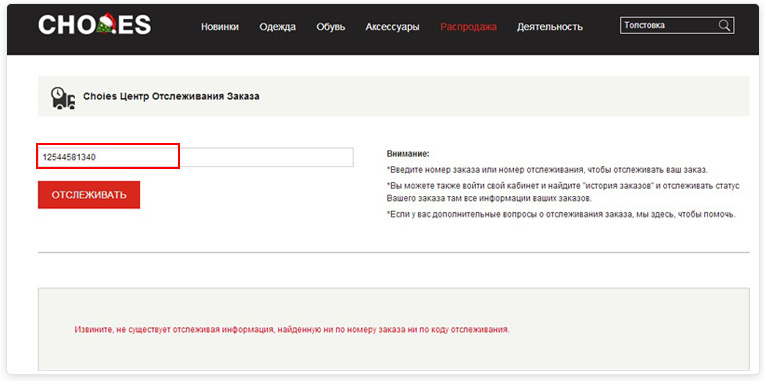 CHOIES
Новинки Одежда Обувь Аксессуары Распродажа Деятельность Толстовка
Choies Центр Отслеживания Заказа
12544581340
ОТСЛЕЖИВАТЬ
Внимание:
*Введите номер заказа или номер отслеживания, чтобы отслеживать ваш заказ.
*Вы можете также войти свой кабинет и найдите "история заказов" и отслеживать статус
Вашего заказа там все информации ваших заказов.
*Если у вас дополнительные вопросы о отслеживания заказа, мы здесь, чтобы помочь.
Извините, не существует отслеживая информация, найденную ни по номеру заказа ни по коду отслеживания.